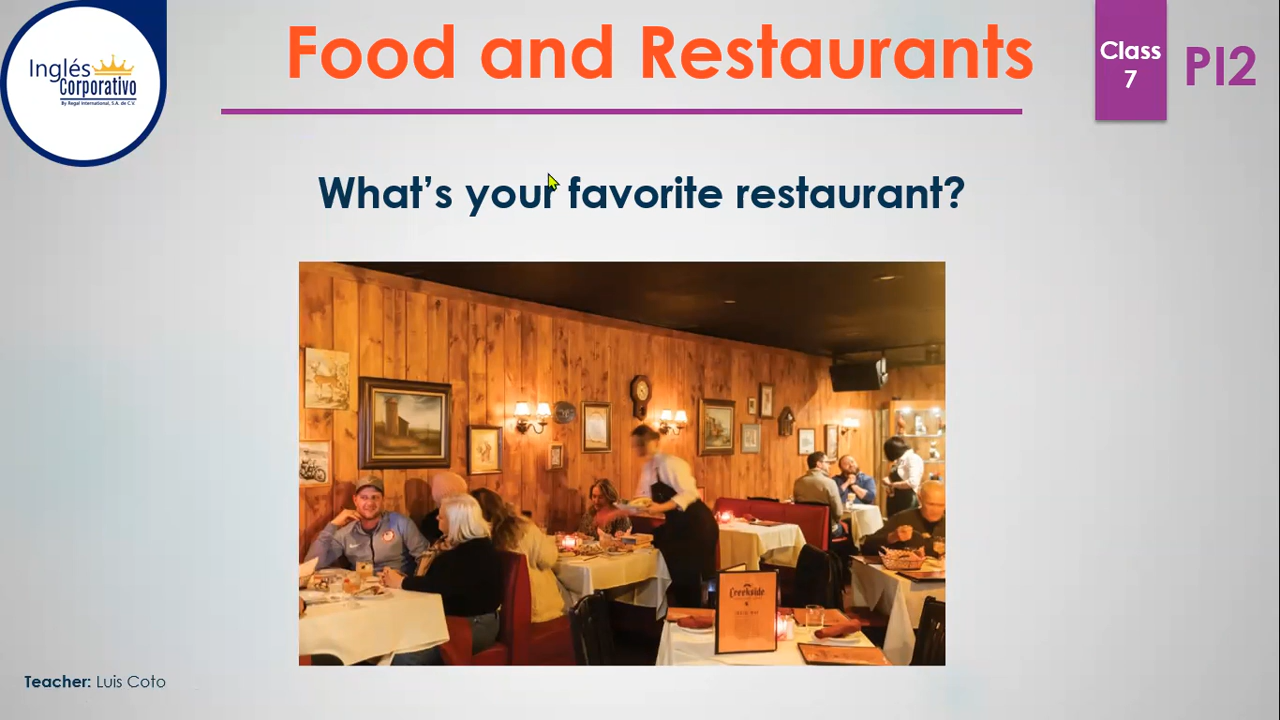 Inglés
Corporativo
By Regal International, S.A. de C.V.
Food and Restaurants
Class
7
PI2
What's your favorite restaurant?
Creekside
Teacher: Luis Coto